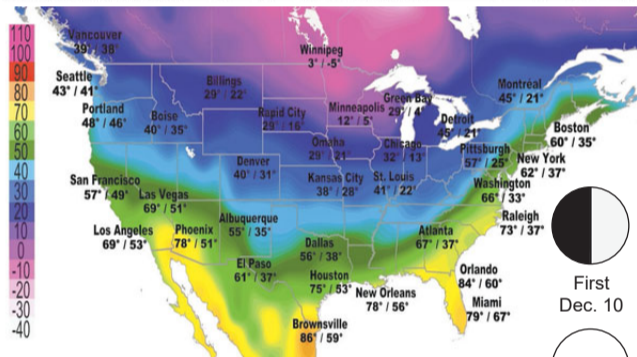 110
100
90
80
70
60
50
40
30
20
10
0
-10
-20
-30
-40
Vancouver
39° / 38°
Winnipeg
3° / -5°
Seattle
43° / 41°
Billings
29° / 22°
Montréal
45° / 21°
Portland
48° / 46°
Boise
40° / 35°
Rapid City
29° / 16°
Minneapolis
12° / 5°
Green Bay
29° / 4°
Detroit
45° / 21°
Boston
60° / 35°
Omaha
29° / 21°
Chicago
32° / 13°
Pittsburgh
57° / 25°
New York
62° / 37°
Denver
40° / 31°
Kansas City
38° / 28°
St. Louis
41° / 22°
Washington
66° / 33°
San Francisco
57° / 49°
Las Vegas
69° / 51°
Raleigh
73° / 37°
Los Angeles
69° / 53°
Phoenix
78° / 51°
Albuquerque
55° / 35°
Dallas
56° / 38°
Atlanta
67° / 37°
El Paso
61° / 37°
Houston
75° / 53°
New Orleans
78° / 56°
Orlando
84° / 60°
Miami
79° / 67°
Brownsville
86° / 59°
First
Dec. 10